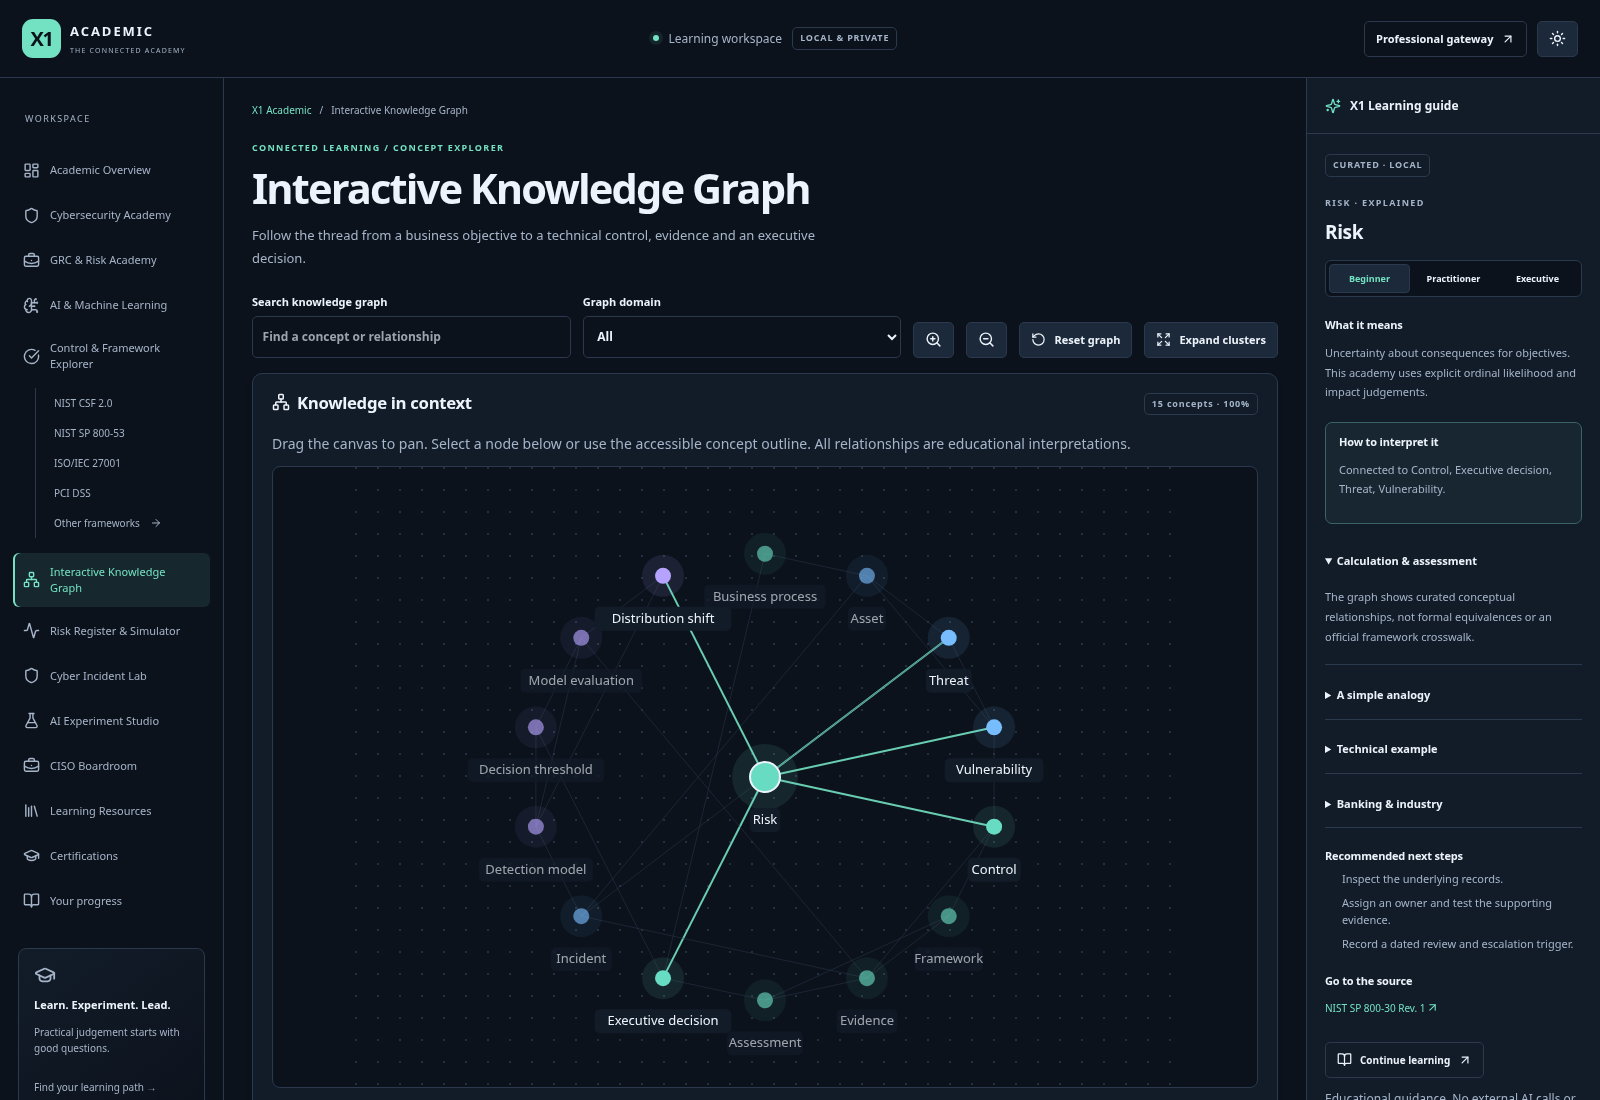 X1
ACADEMIC
THE CONNECTED ACADEMY
Learning workspace
LOCAL & PRIVATE
Professional gateway
WORKSPACE
Academic Overview
Cybersecurity Academy
GRC & Risk Academy
AI & Machine Learning
Control & Framework
Explorer
NIST CSF 2.0
NIST SP 800-53
ISO/IEC 27001
PCI DSS
Other frameworks →
Interactive Knowledge
Graph
Risk Register & Simulator
Cyber Incident Lab
AI Experiment Studio
CISO Boardroom
Learning Resources
Certifications
Your progress
Learn. Experiment. Lead.
Practical judgement starts with
good questions.
Find your learning path →
X1 Academic / Interactive Knowledge Graph
CONNECTED LEARNING / CONCEPT EXPLORER
Interactive Knowledge Graph
Follow the thread from a business objective to a technical control, evidence and an executive
decision.
Search knowledge graph
Find a concept or relationship
Graph domain
All
Reset graph
Expand clusters
Knowledge in context
15 concepts · 100%
Drag the canvas to pan. Select a node below or use the accessible concept outline. All relationships are educational interpretations.
Business process
Distribution shift
Asset
Model evaluation
Threat
Decision threshold
Vulnerability
Risk
Detection model
Control
Incident
Framework
Executive decision
Evidence
Assessment
X1 Learning guide
CURATED · LOCAL
RISK · EXPLAINED
Risk
Beginner
Practitioner
Executive
What it means
Uncertainty about consequences for objectives.
This academy uses explicit ordinal likelihood and
impact judgements.
How to interpret it
Connected to Control, Executive decision,
Threat, Vulnerability.
Calculation & assessment
The graph shows curated conceptual
relationships, not formal equivalences or an
official framework crosswalk.
A simple analogy
Technical example
Banking & industry
Recommended next steps
Inspect the underlying records.
Assign an owner and test the supporting
evidence.
Record a dated review and escalation trigger.
Go to the source
NIST SP 800-30 Rev. 1
Continue learning
Educational guidance. No external AI calls or